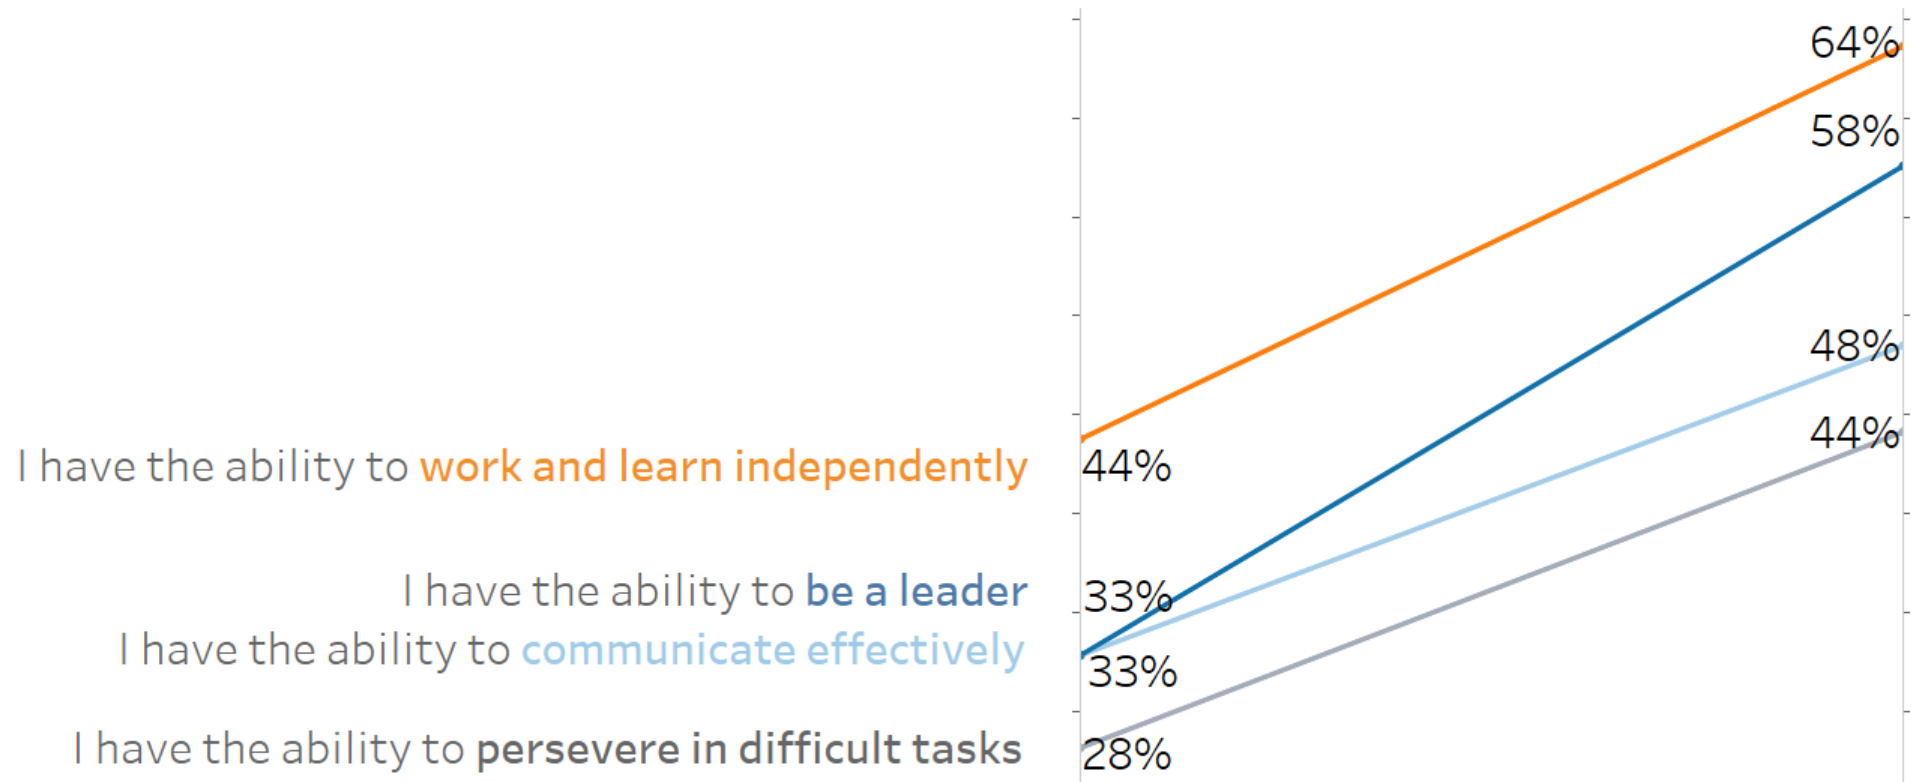 64%
58%
48%
44%
I have the ability to work and learn independently
44%
I have the ability to be a leader
33%
I have the ability to communicate effectively
33%
I have the ability to persevere in difficult tasks
28%